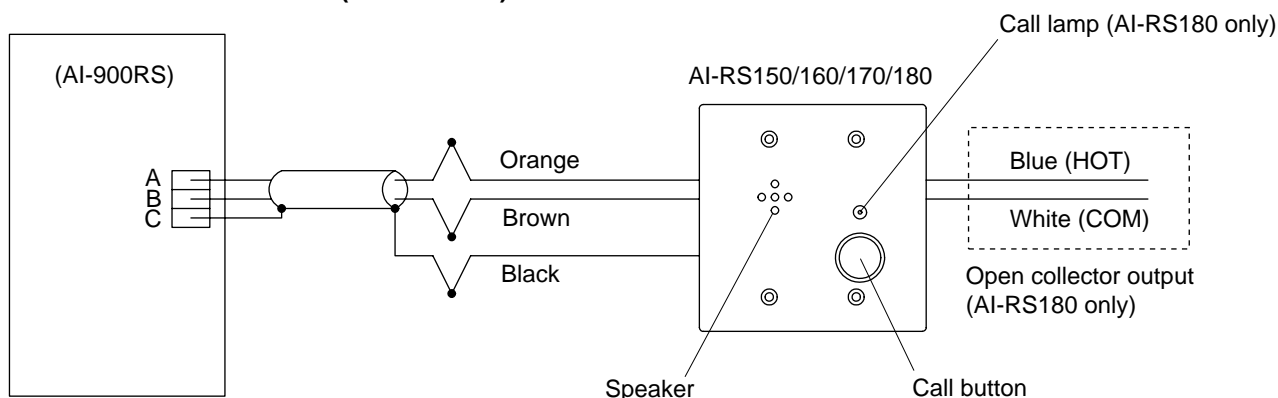 Call lamp (AI-RS180 only)
(AI-900RS)
AI-RS150/160/170/180
A
B
C
Orange
Brown
Black
Blue (HOT)
White (COM)
Open collector output
(AI-RS180 only)
Speaker
Call button